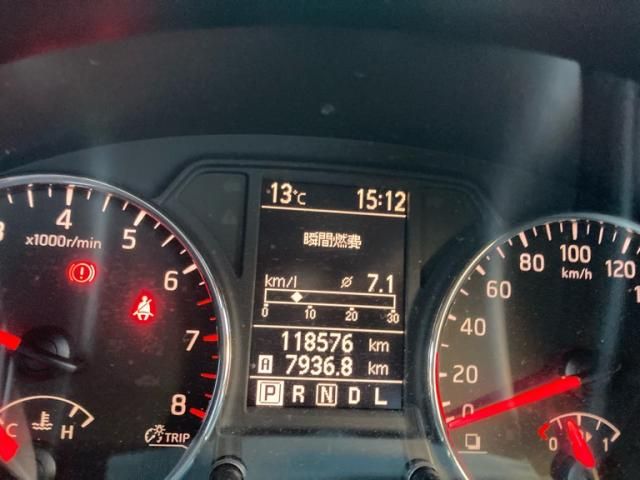 3 4 5 6 7 8
x1000r/min
C H
TRIP
13°C 15:12
瞬間燃費
km/l ⌀ 7.1
0 10 20 30
118576 km
A 7936.8 km
P R N D L
0 20 40 60 80 100 120
km/h
0 1